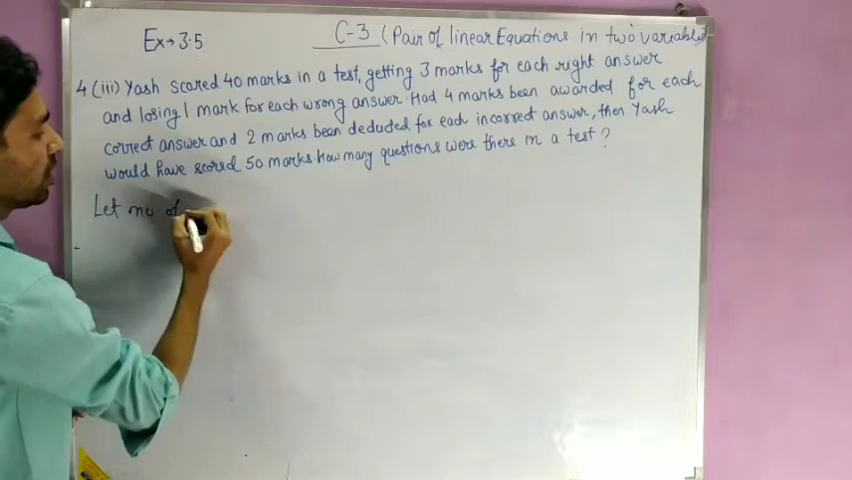 Ex→3.5
C-3 (Pair of linear Equations in two variables)
4 (iii) Yash scored 40 marks in a test, getting 3 marks for each right answer
and losing 1 mark for each wrong answer. Had 4 marks been awarded for each
correct answer and 2 marks been deducted for each incorrect answer, then Yash
would have scored 50 marks. how many questions were there in a test ?
Let no. of